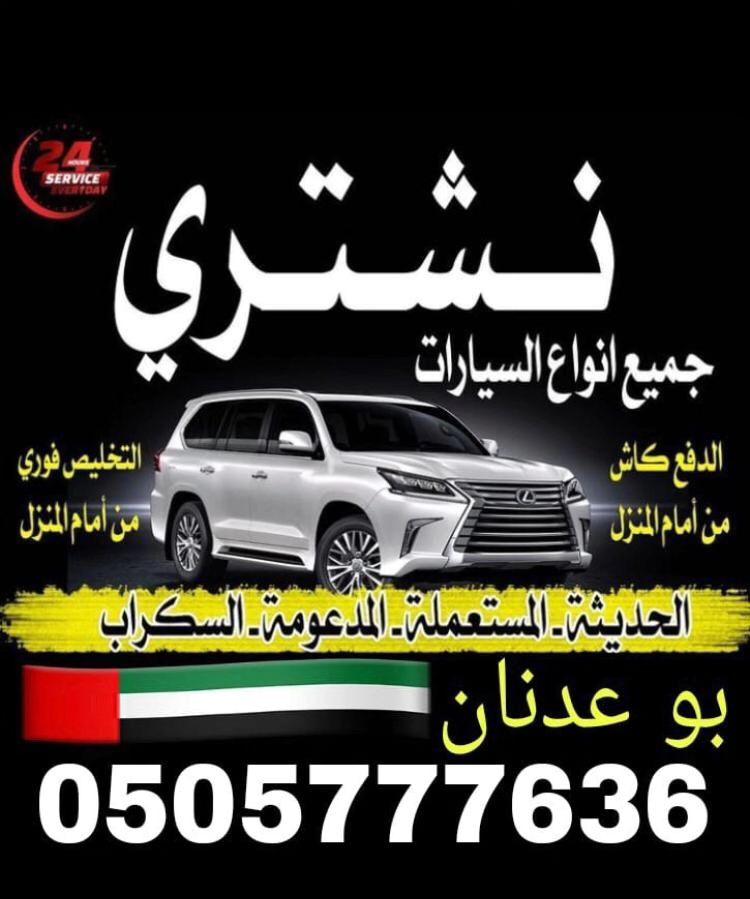 24
HOURS
SERVICE
EVERYDAY
نشتري
جميع انواع السيارات
الدفع كاش
من أمام المنزل
التخليص فوري
من أمام المنزل
الحديثة - المستعملة - المدعومة - السكراب
بو عدنان
0505777636